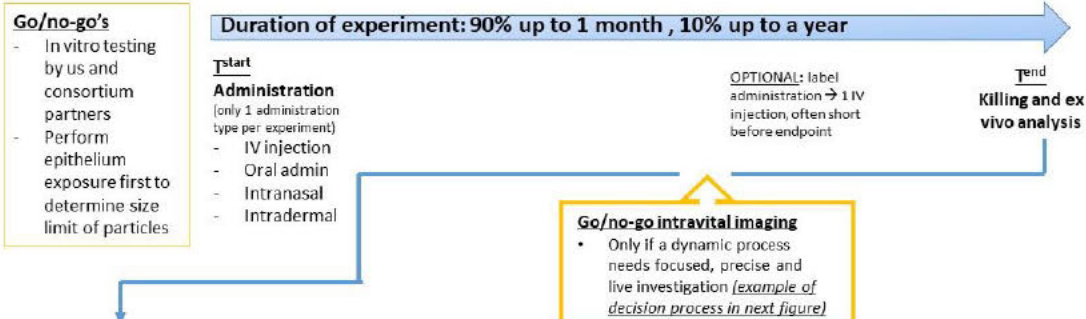 Go/no-go's
- In vitro testing
by us and
consortium
partners
- Perform
epithelium
exposure first to
determine size
limit of particles
Duration of experiment: 90% up to 1 month , 10% up to a year
Tstart
Administration
(only 1 administration
type per experiment)
- IV injection
- Oral admin
- Intranasal
- Intradermal
OPTIONAL: label
administration → 1 IV
injection, often short
before endpoint
Tend
Killing and ex
vivo analysis
Go/no-go intravital imaging
• Only if a dynamic process
needs focused, precise and
live investigation (example of
decision process in next figure)